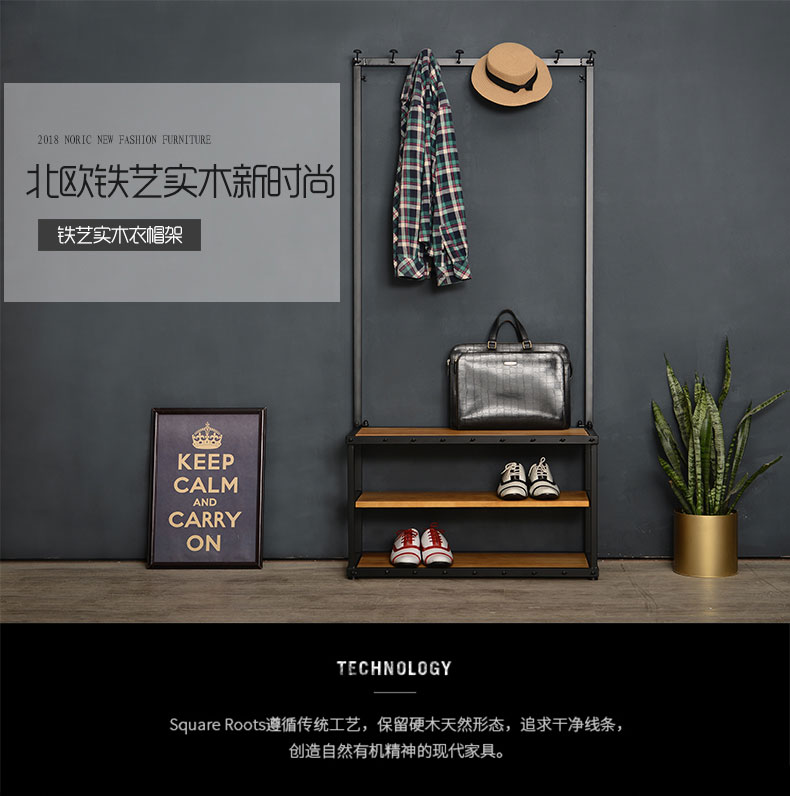 2018 NORIC NEW FASHION FURNITURE
北欧铁艺实木新时尚
铁艺实木衣帽架
KEEP
CALM
AND
CARRY
ON
TECHNOLOGY
Square Roots遵循传统工艺，保留硬木天然形态，追求干净线条，
创造自然有机精神的现代家具。